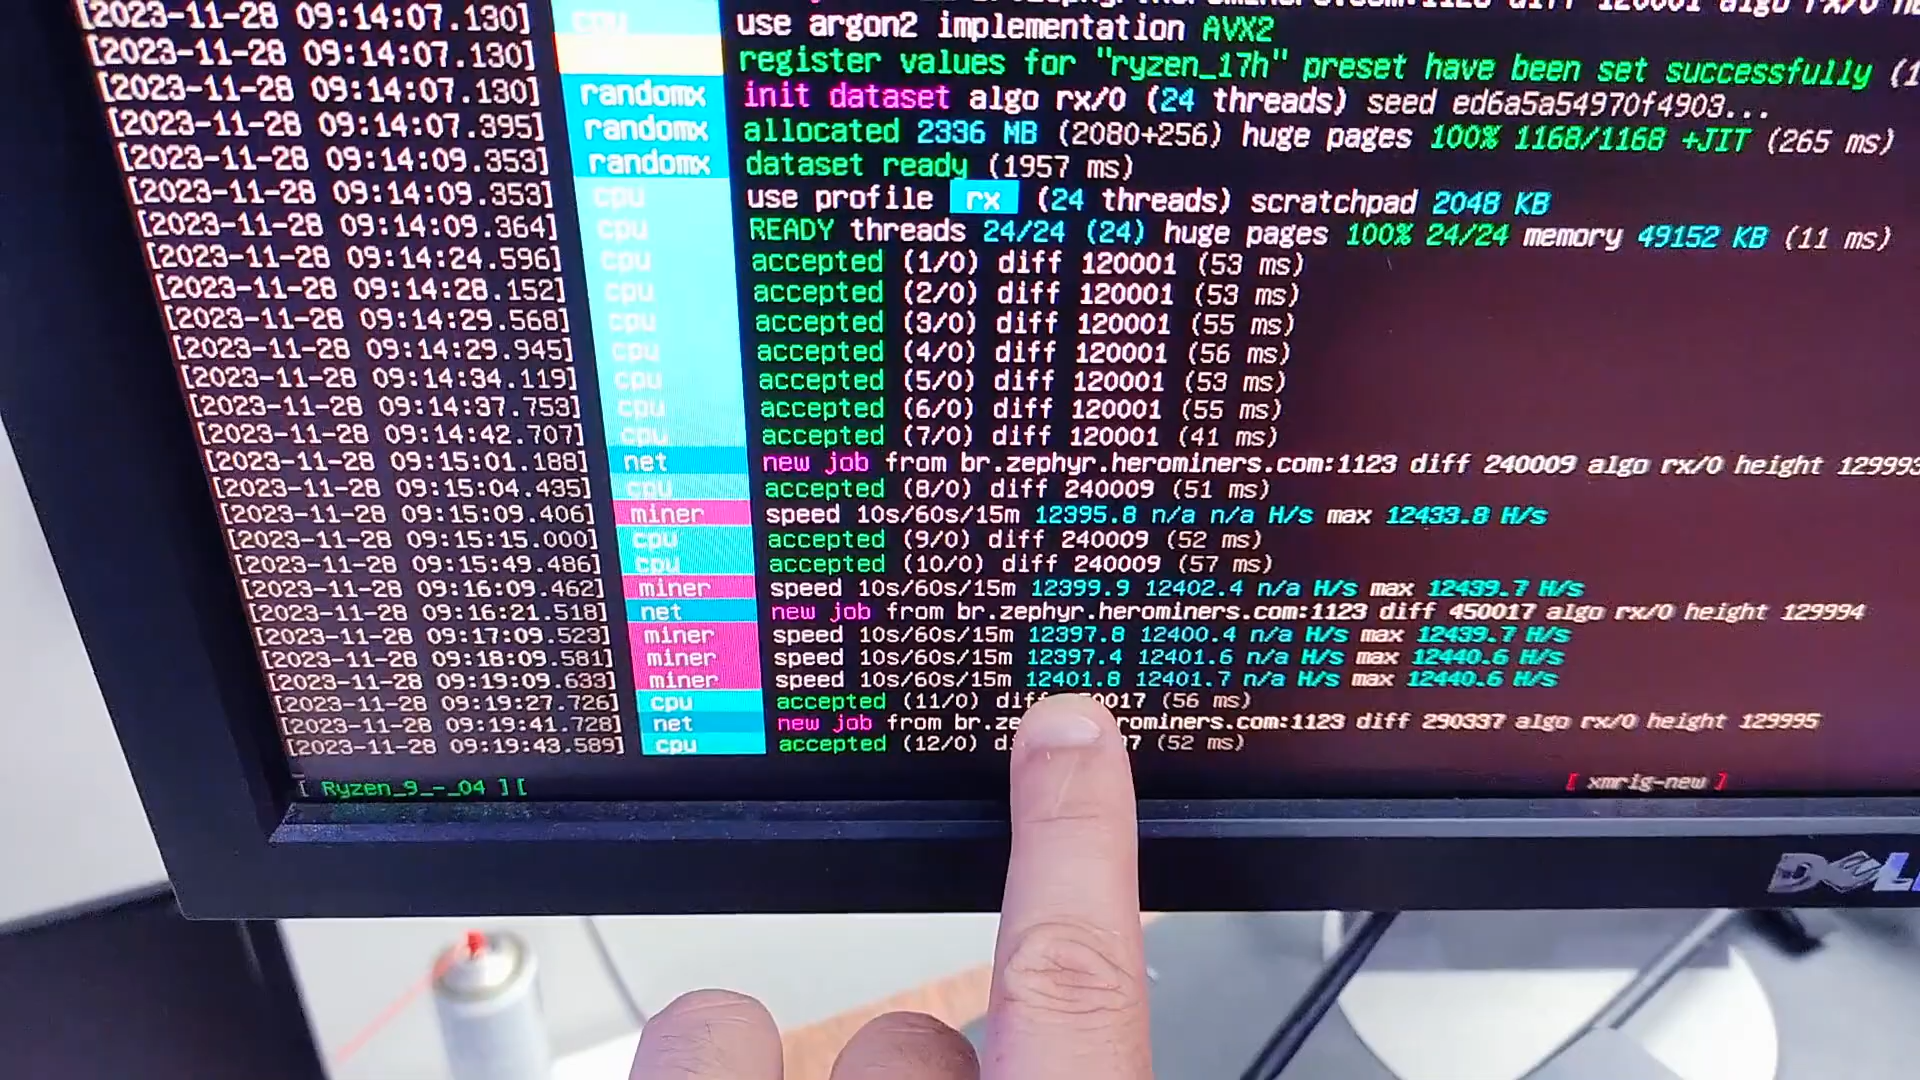 [2023-11-28 09:14:07.130] cpu use argon2 implementation AVX2
[2023-11-28 09:14:07.130] register values for "ryzen_17h" preset have been set successfully (1
[2023-11-28 09:14:07.130] randomx init dataset algo rx/0 (24 threads) seed ed6a5a54970f4903...
[2023-11-28 09:14:07.395] randomx allocated 2336 MB (2080+256) huge pages 100% 1168/1168 +JIT (265 ms)
[2023-11-28 09:14:09.353] randomx dataset ready (1957 ms)
[2023-11-28 09:14:09.353] cpu use profile rx (24 threads) scratchpad 2048 KB
[2023-11-28 09:14:09.364] cpu READY threads 24/24 (24) huge pages 100% 24/24 memory 49152 KB (11 ms)
[2023-11-28 09:14:24.596] cpu accepted (1/0) diff 120001 (53 ms)
[2023-11-28 09:14:28.152] cpu accepted (2/0) diff 120001 (53 ms)
[2023-11-28 09:14:29.568] cpu accepted (3/0) diff 120001 (55 ms)
[2023-11-28 09:14:29.945] cpu accepted (4/0) diff 120001 (56 ms)
[2023-11-28 09:14:34.119] cpu accepted (5/0) diff 120001 (53 ms)
[2023-11-28 09:14:37.753] cpu accepted (6/0) diff 120001 (55 ms)
[2023-11-28 09:14:42.707] cpu accepted (7/0) diff 120001 (41 ms)
[2023-11-28 09:15:01.188] net new job from br.zephyr.herominers.com:1123 diff 240009 algo rx/0 height 129993
[2023-11-28 09:15:04.435] cpu accepted (8/0) diff 240009 (51 ms)
[2023-11-28 09:15:09.406] miner speed 10s/60s/15m 12395.8 n/a n/a H/s max 12433.8 H/s
[2023-11-28 09:15:15.000] cpu accepted (9/0) diff 240009 (52 ms)
[2023-11-28 09:15:49.486] cpu accepted (10/0) diff 240009 (57 ms)
[2023-11-28 09:16:09.462] miner speed 10s/60s/15m 12399.9 12402.4 n/a H/s max 12439.7 H/s
[2023-11-28 09:16:21.518] net new job from br.zephyr.herominers.com:1123 diff 450017 algo rx/0 height 129994
[2023-11-28 09:17:09.523] miner speed 10s/60s/15m 12397.8 12400.4 n/a H/s max 12439.7 H/s
[2023-11-28 09:18:09.581] miner speed 10s/60s/15m 12397.4 12401.6 n/a H/s max 12440.6 H/s
[2023-11-28 09:19:09.633] miner speed 10s/60s/15m 12401.8 12401.7 n/a H/s max 12440.6 H/s
[2023-11-28 09:19:27.726] cpu accepted (11/0) (56 ms)
[2023-11-28 09:19:41.728] net new job from diff 290337 algo rx/0 height 129995
[2023-11-28 09:19:43.589] cpu accepted (12/0) (52 ms)
[ Ryzen_9_-_04 ][ [ xmrig-new ]
DELL